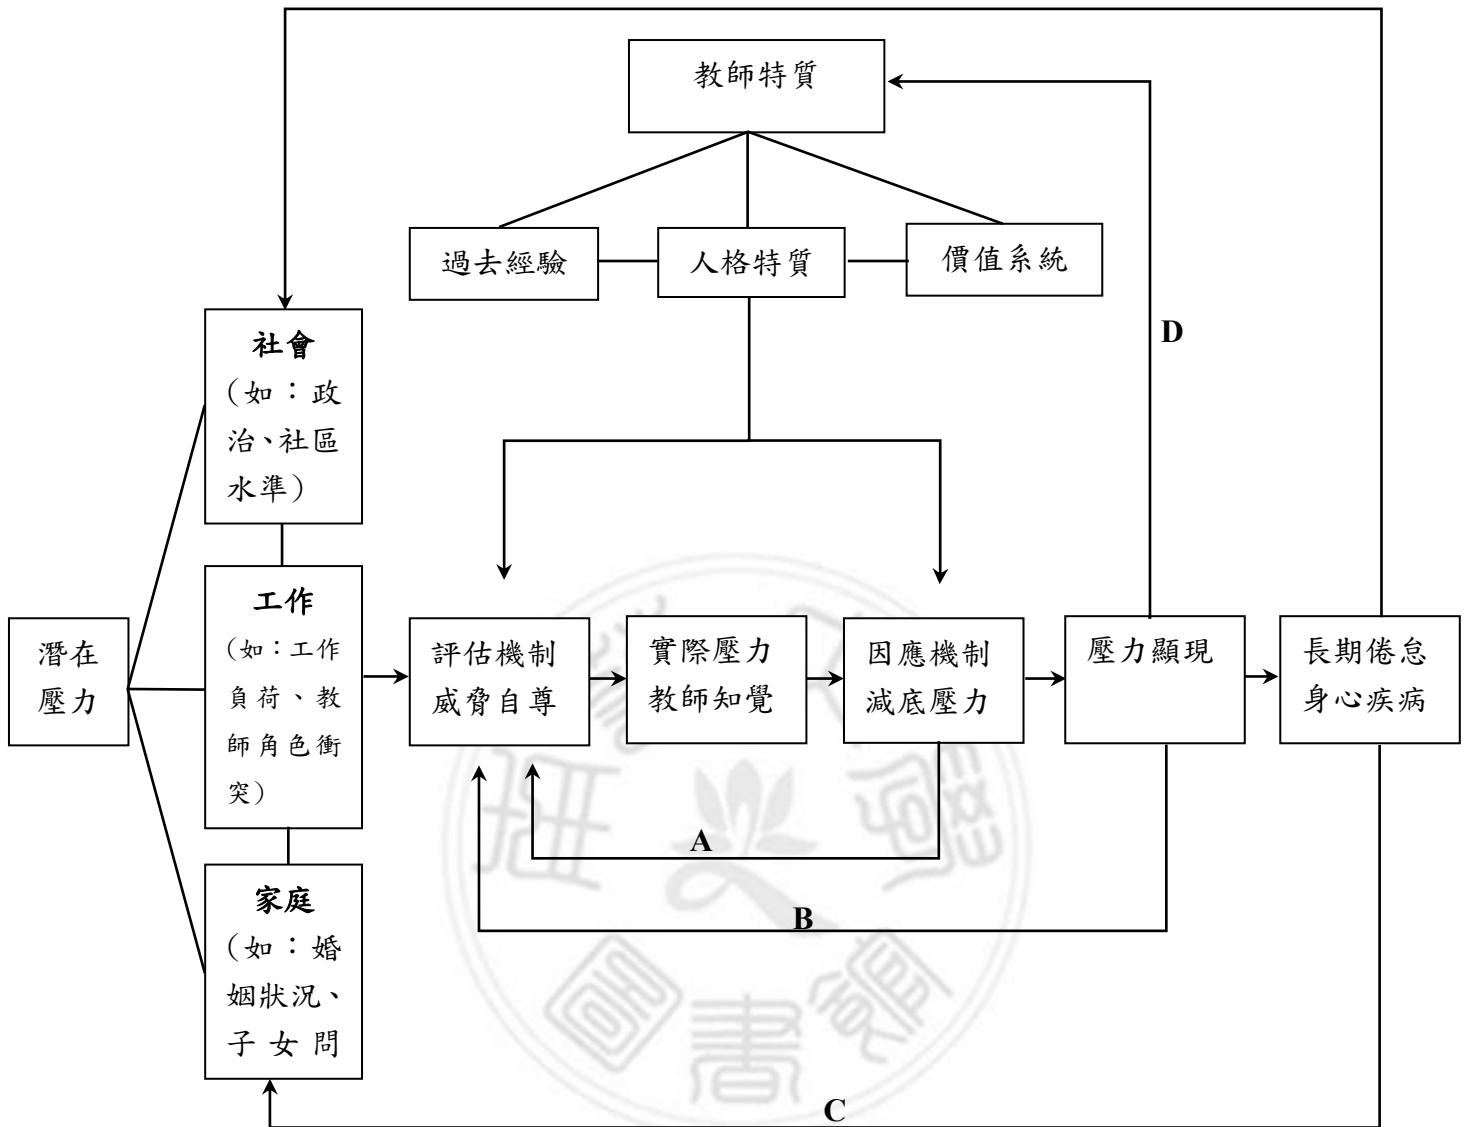 教師特質
過去經驗
人格特質
價值系統
D
社會
（如：政
治、社區
水準）
潛在
壓力
工作
（如：工作
負荷、教
師角色衝
突）
評估機制
威脅自尊
實際壓力
教師知覺
因應機制
減底壓力
壓力顯現
長期倦怠
身心疾病
A
B
家庭
（如：婚
姻狀況、
子女問
C